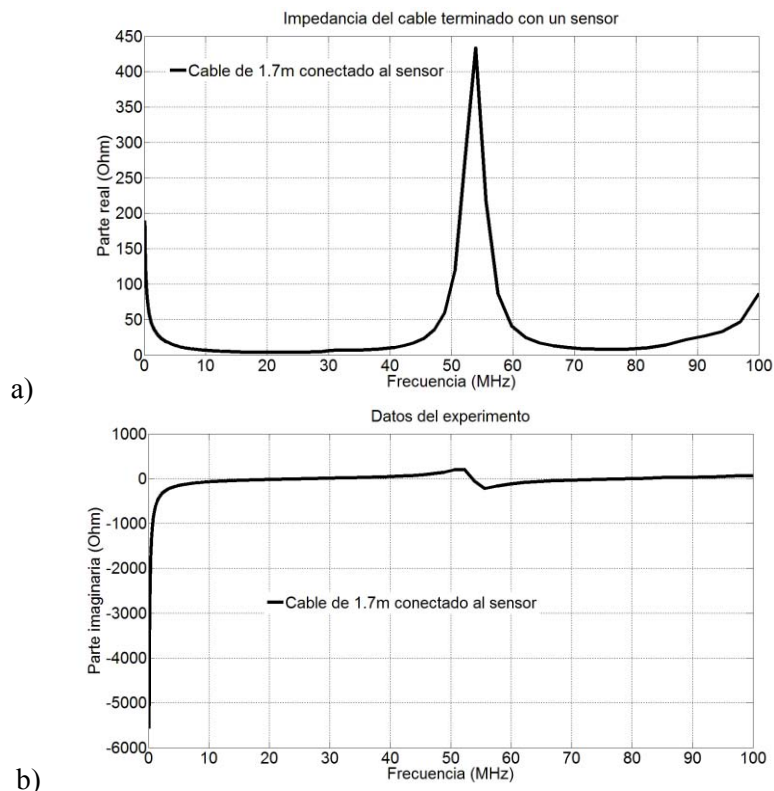 Impedancia del cable terminado con un sensor
450
400
350
300
250
200
150
100
50
0
Parte real (Ohm)
Cable de 1.7m conectado al sensor
0 10 20 30 40 50 60 70 80 90 100
Frecuencia (MHz)
a)
Datos del experimento
1000
0
-1000
-2000
-3000
-4000
-5000
-6000
Parte imaginaria (Ohm)
Cable de 1.7m conectado al sensor
0 10 20 30 40 50 60 70 80 90 100
Frecuencia (MHz)
b)